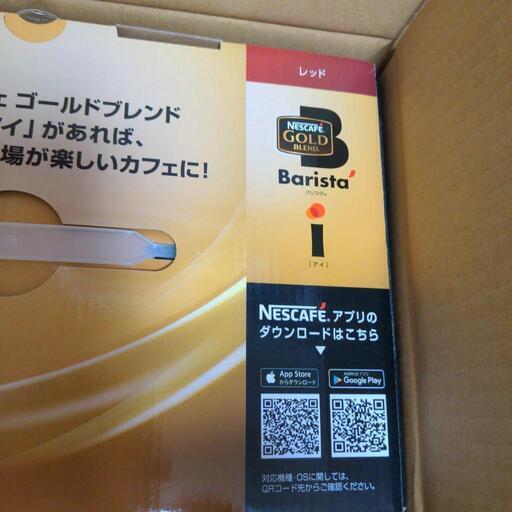 ゴールドブレンド
イ」があれば、
場が楽しいカフェに!
レッド
NESCAFÉ
GOLD
BLEND
B
Barista
バリスタ
i
[アイ]
NESCAFÉ アプリの
ダウンロードはこちら
App Store
からダウンロード
Google Play
対応機種・OSに関しては、
QRコード先からご確認ください。